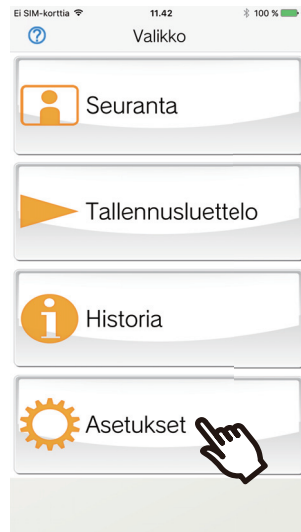 Ei SIM-korttia 11.42 100 %
? Valikko
Seuranta
Tallennusluettelo
Historia
Asetukset